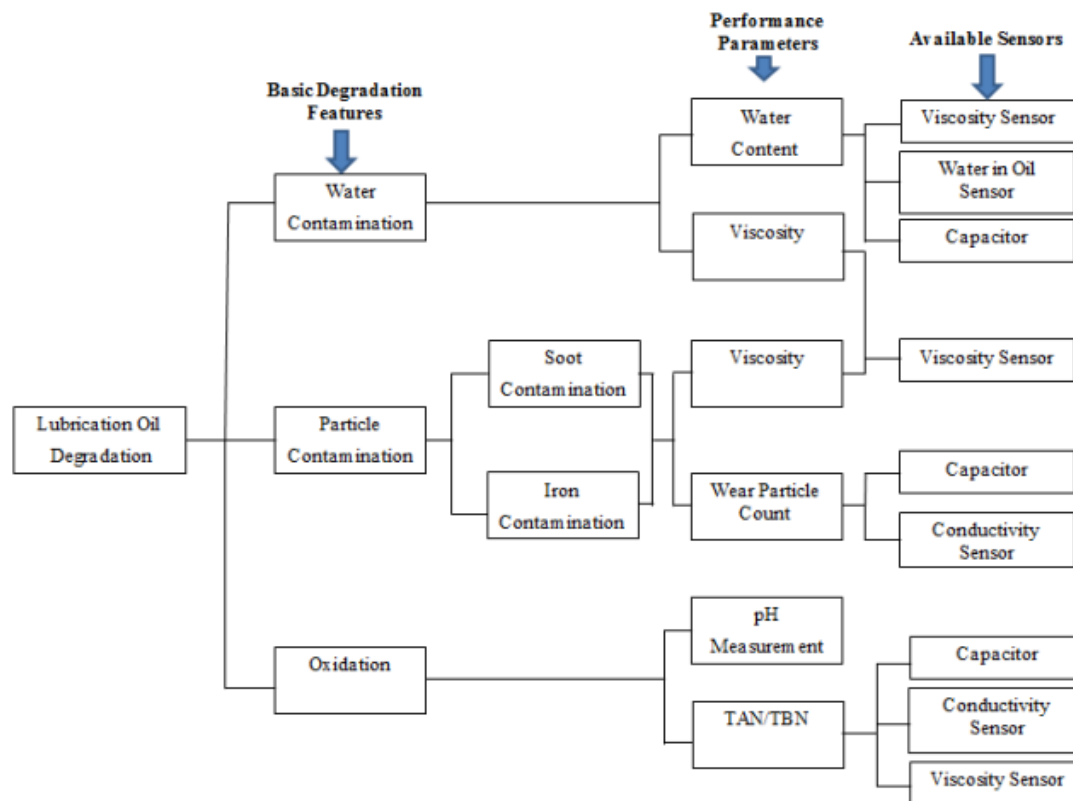 Performance
Parameters
Available Sensors
Basic Degradation
Features
Water
Content
Viscosity Sensor
Water in Oil
Sensor
Capacitor
Water
Contamination
Viscosity
Soot
Contamination
Viscosity
Viscosity Sensor
Lubrication Oil
Degradation
Particle
Contamination
Iron
Contamination
Wear Particle
Count
Capacitor
Conductivity
Sensor
Oxidation
pH
Measurement
TAN/TBN
Capacitor
Conductivity
Sensor
Viscosity Sensor